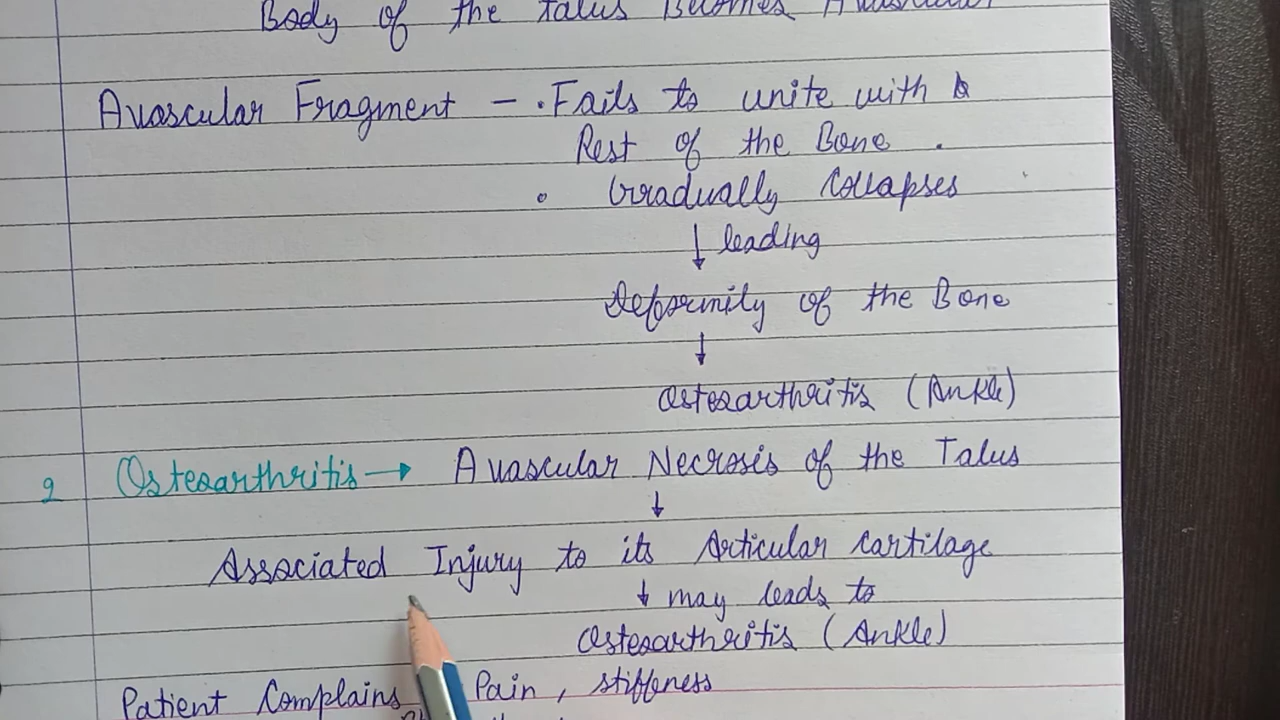 Body of the Talus Becomes Avascular
Avascular Fragment – . Fails to unite with
Rest of the Bone .
Gradually Collapses
↓ leading
Deformity of the Bone
↓
Osteoarthritis (Ankle)
2 Osteoarthritis → Avascular Necrosis of the Talus
↓
Associated Injury to its Articular Cartilage
↓ may leads to
Osteoarthritis (Ankle)
Patient Complains Pain, stiffness